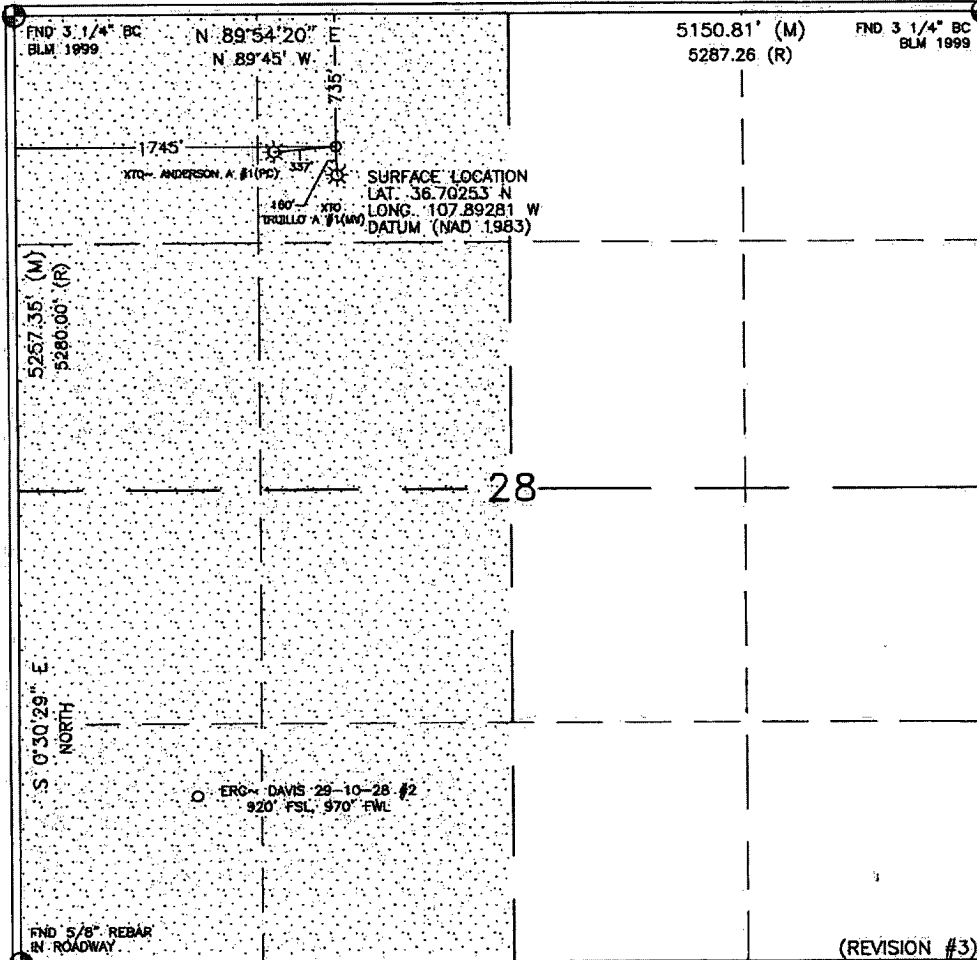 FND 3 1/4" BC
BLM 1999
N 89°54'20" E
N 89°45' W
5150.81' (M)
5287.26 (R)
FND 3 1/4" BC
BLM 1999
735'
1745'
XTO~ ANDERSON A #1(PC)
337'
160'
XTO
TRUJILLO A #1(MV)
SURFACE LOCATION
LAT. 36.70253 N
LONG. 107.89281 W
DATUM (NAD 1983)
5257.35' (M)
5280.00' (R)
28
S 0°30'29" E
NORTH
ERG~ DAVIS 29-10-28 #2
920' FSL, 970' FWL
FND 5/8" REBAR
IN ROADWAY
(REVISION #3)